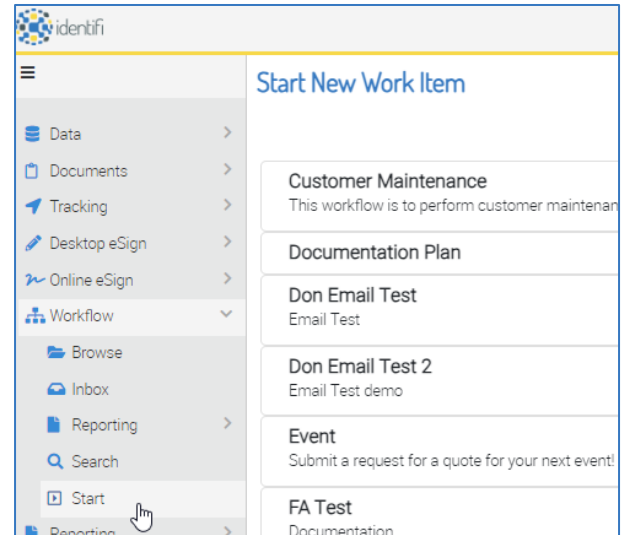 identifi
Data
Documents
Tracking
Desktop eSign
Online eSign
Workflow
Browse
Inbox
Reporting
Search
Start
Reporting
Start New Work Item
Customer Maintenance
This workflow is to perform customer maintenan
Documentation Plan
Don Email Test
Email Test
Don Email Test 2
Email Test demo
Event
Submit a request for a quote for your next event!
FA Test
Documentation